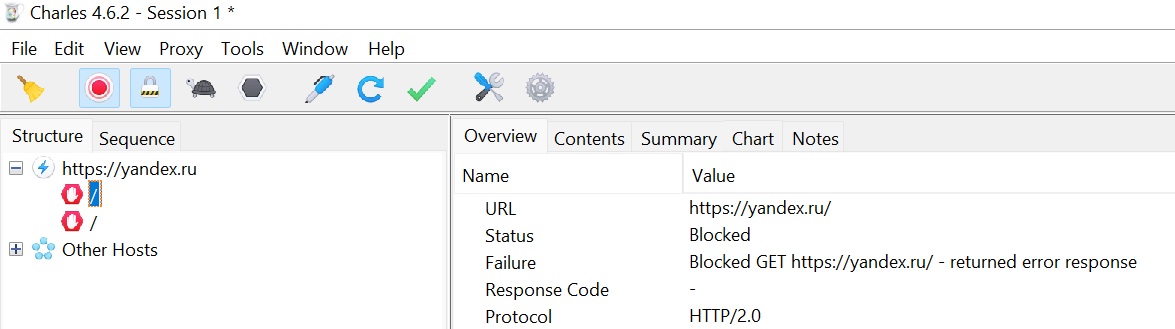 Charles 4.6.2 - Session 1 *
File Edit View Proxy Tools Window Help
Structure Sequence
https://yandex.ru
/
/
Other Hosts
Overview Contents Summary Chart Notes
Name Value
URL https://yandex.ru/
Status Blocked
Failure Blocked GET https://yandex.ru/ - returned error response
Response Code -
Protocol HTTP/2.0